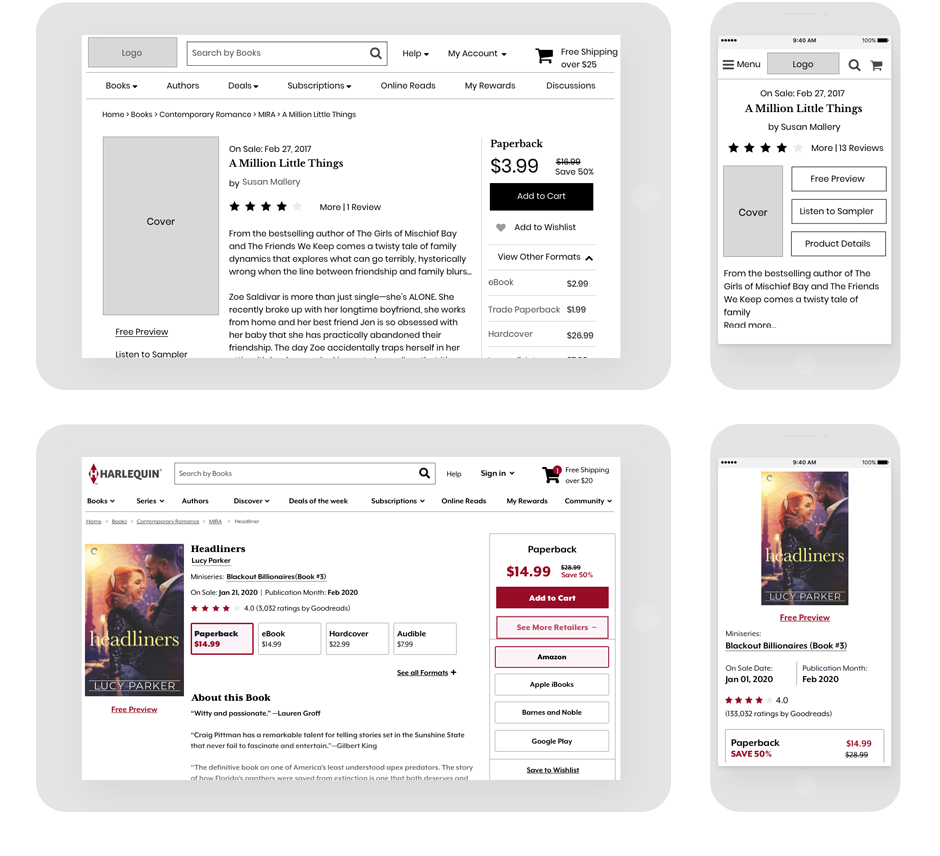 Logo
Search by Books
Help
My Account
Free Shipping
over $25
Books
Authors
Deals
Subscriptions
Online Reads
My Rewards
Discussions
Home > Books > Contemporary Romance > MIRA > A Million Little Things
Cover
Free Preview
Listen to Sampler
On Sale: Feb 27, 2017
A Million Little Things
by Susan Mallery
More | 1 Review
From the bestselling author of The Girls of Mischief Bay
and The Friends We Keep comes a twisty tale of family
dynamics that explores what can go terribly, hysterically
wrong when the line between friendship and family blurs...
Zoe Saldivar is more than just single—she's ALONE. She
recently broke up with her longtime boyfriend, she works
from home and her best friend Jen is so obsessed with
her baby that she has practically abandoned their
friendship. The day Zoe accidentally traps herself in her
Paperback
$3.99
$16.99
Save 50%
Add to Cart
Add to Wishlist
View Other Formats
eBook $2.99
Trade Paperback $1.99
Hardcover $26.99
9:40 AM
100%
Menu
Logo
On Sale: Feb 27, 2017
A Million Little Things
by Susan Mallery
More | 13 Reviews
Cover
Free Preview
Listen to Sampler
Product Details
From the bestselling author of The
Girls of Mischief Bay and The Friends
We Keep comes a twisty tale of
family
Read more...
HARLEQUIN
Search by Books
Help
Sign in
1
Free Shipping
over $20
Books
Series
Authors
Discover
Deals of the week
Subscriptions
Online Reads
My Rewards
Community
Home > Books > Contemporary Romance > MIRA > Headliner
headliners
LUCY PARKER
Free Preview
Headliners
Lucy Parker
Miniseries: Blackout Billionaires(Book #3)
On Sale: Jan 21, 2020 | Publication Month: Feb 2020
4.0 (3,032 ratings by Goodreads)
Paperback
$14.99
eBook
$14.99
Hardcover
$22.99
Audible
$7.99
See all Formats +
About this Book
“Witty and passionate.” —Lauren Groff
“Craig Pittman has a remarkable talent for telling stories set in the Sunshine State
that never fail to fascinate and entertain.”—Gilbert King
“The definitive book on one of America's least understood apex predators. The story
of how Florida's panthers were saved from extinction is one that both deserves and
Paperback
$14.99
$28.99
Save 50%
Add to Cart
See More Retailers –
Amazon
Apple iBooks
Barnes and Noble
Google Play
Save to Wishlist
9:40 AM
100%
headliners
LUCY PARKER
Free Preview
Miniseries:
Blackout Billionaires (Book #3)
On Sale Date:
Jan 01, 2020
Publication Month:
Feb 2020
4.0
(133,032 ratings by Goodreads)
Paperback $14.99
SAVE 50% $28.99